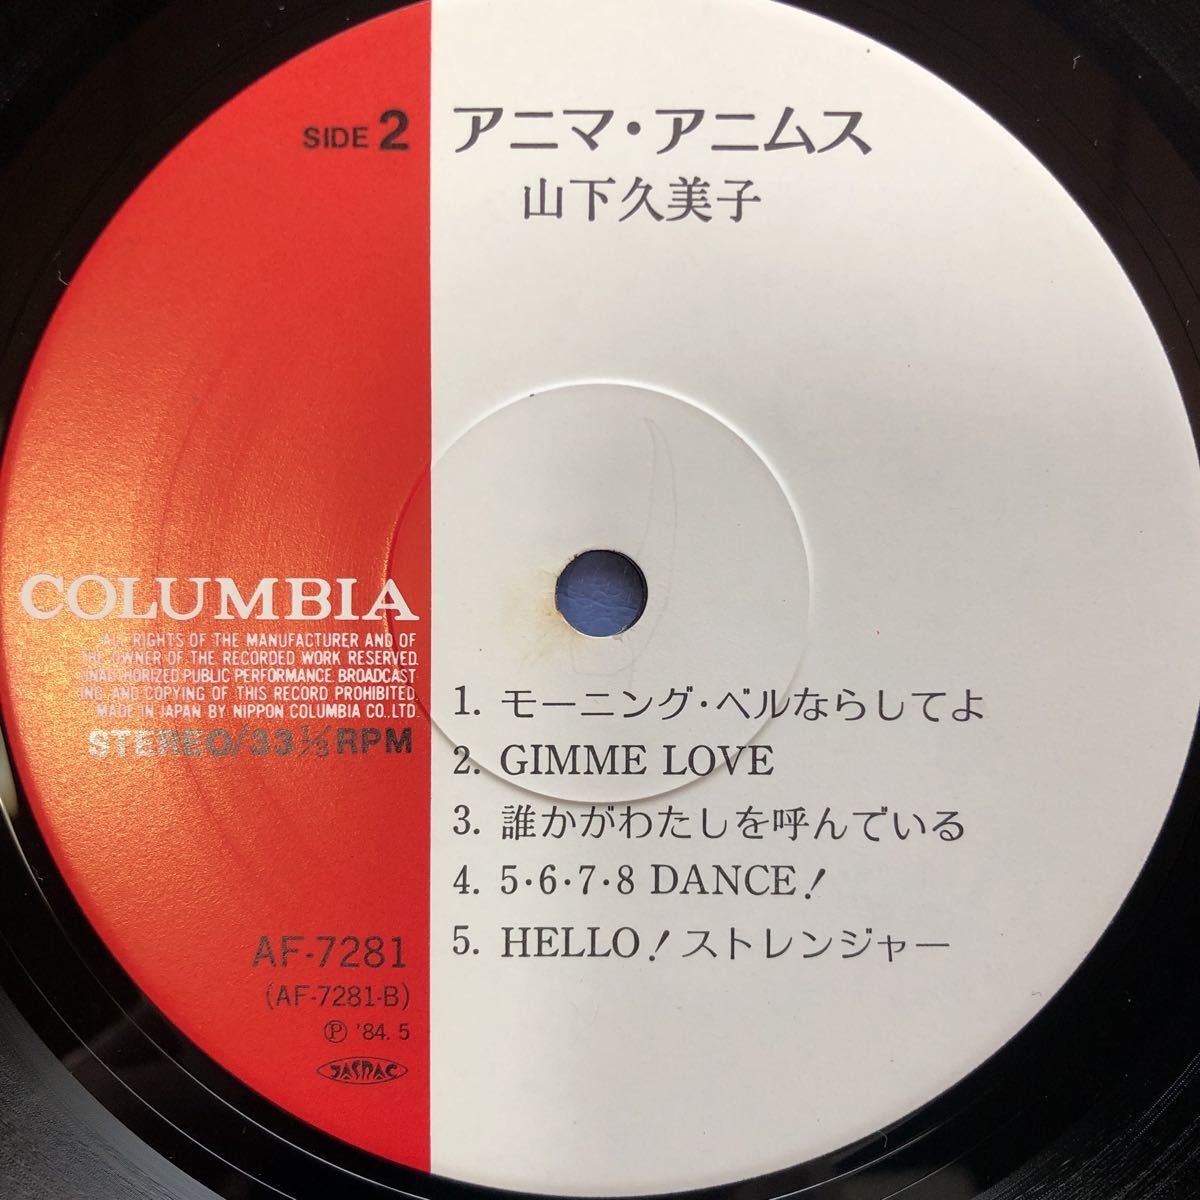 SIDE 2
アニマ・アニムス
山下久美子
COLUMBIA
ALL RIGHTS OF THE MANUFACTURER AND OF
THE OWNER OF THE RECORDED WORK RESERVED.
UNAUTHORIZED PUBLIC PERFORMANCE. BROADCAST
ING AND COPYING OF THIS RECORD PROHIBITED.
MADE IN JAPAN BY NIPPON COLUMBIA CO., LTD.
STEREO/33 1/3 RPM
1. モーニング・ベルならしてよ
2. GIMME LOVE
3. 誰かがわたしを呼んでいる
4. 5・6・7・8 DANCE!
5. HELLO! ストレンジャー
AF-7281
(AF-7281-B)
Ⓟ '84. 5
JASRAC